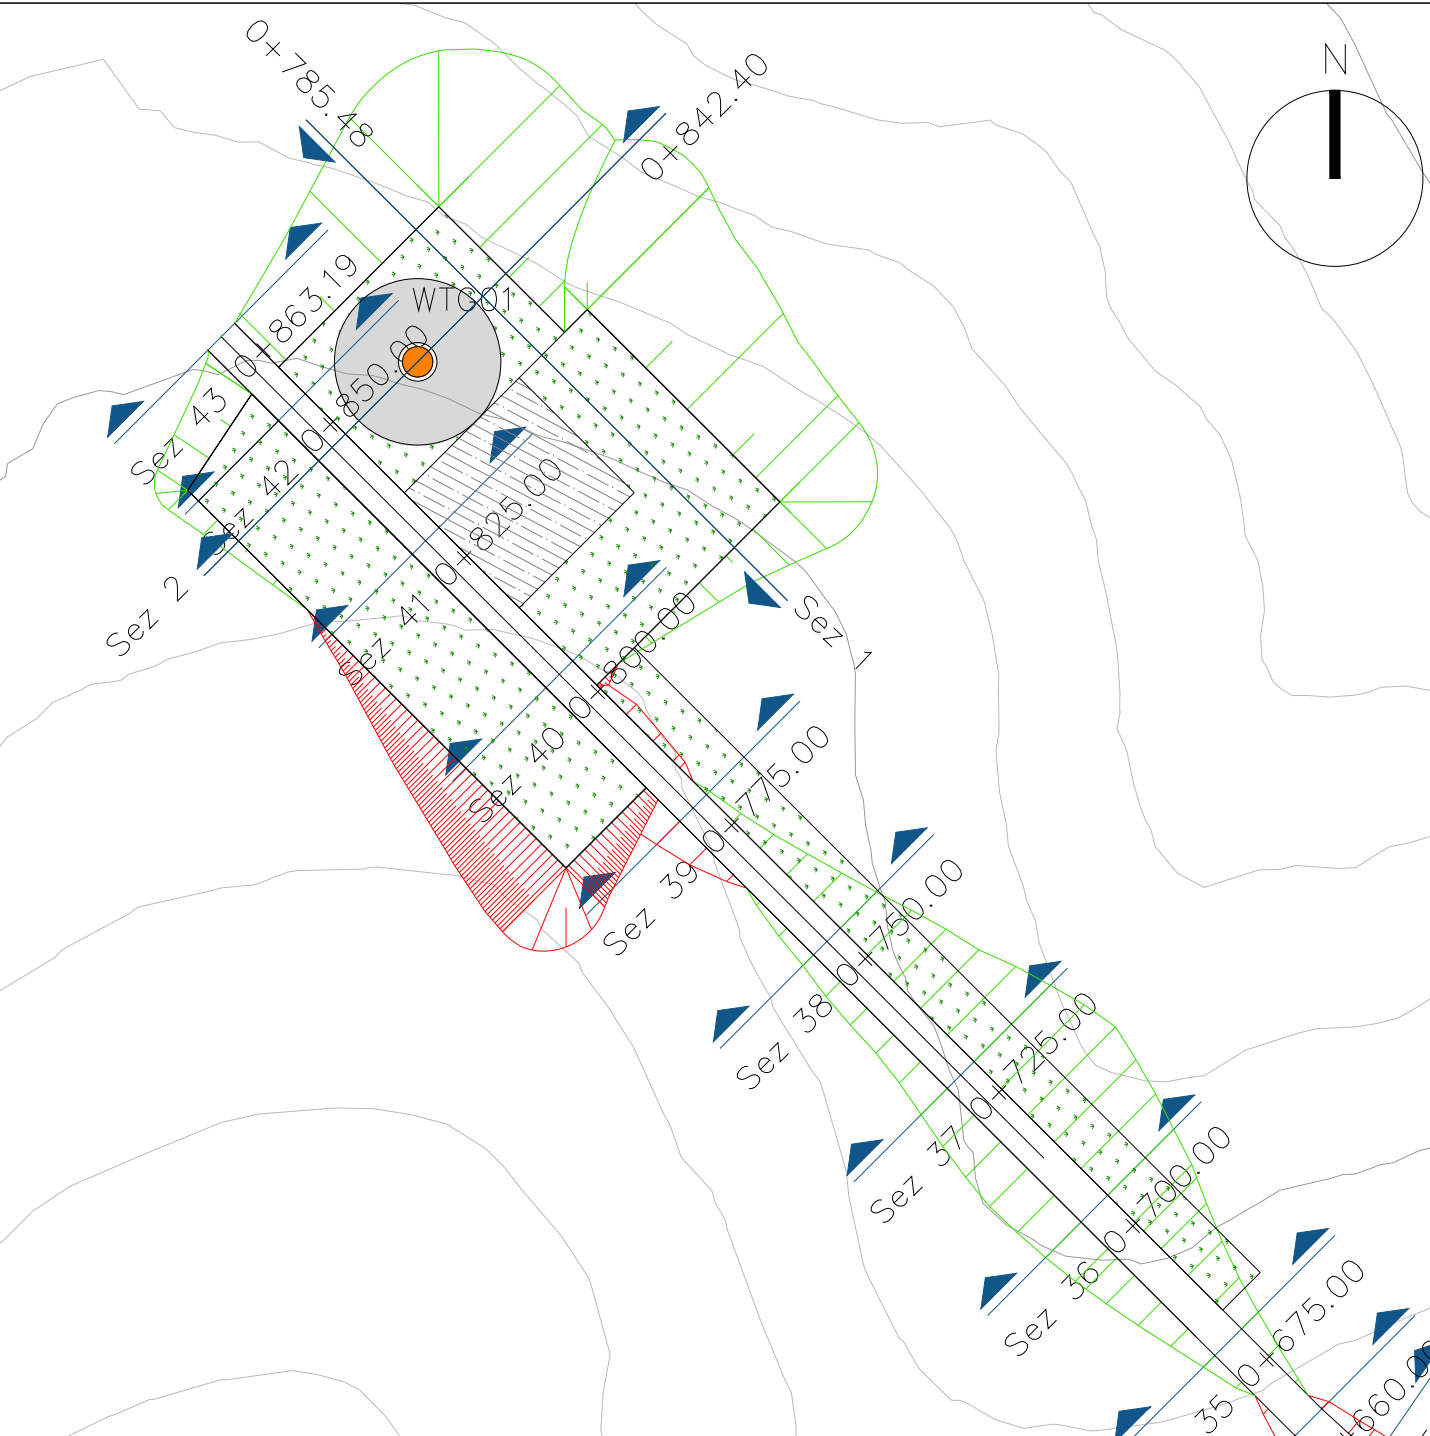 0+785.48
0+842.40
N
0+863.19
WTG01
0+850.00
Sez 43
0+825.00
Sez 42
Sez 2
Sez 41
0+800.00
Sez 1
Sez 40
0+775.00
Sez 39
0+750.00
Sez 38
0+725.00
Sez 37
0+700.00
Sez 36
0+675.00
35
660.00